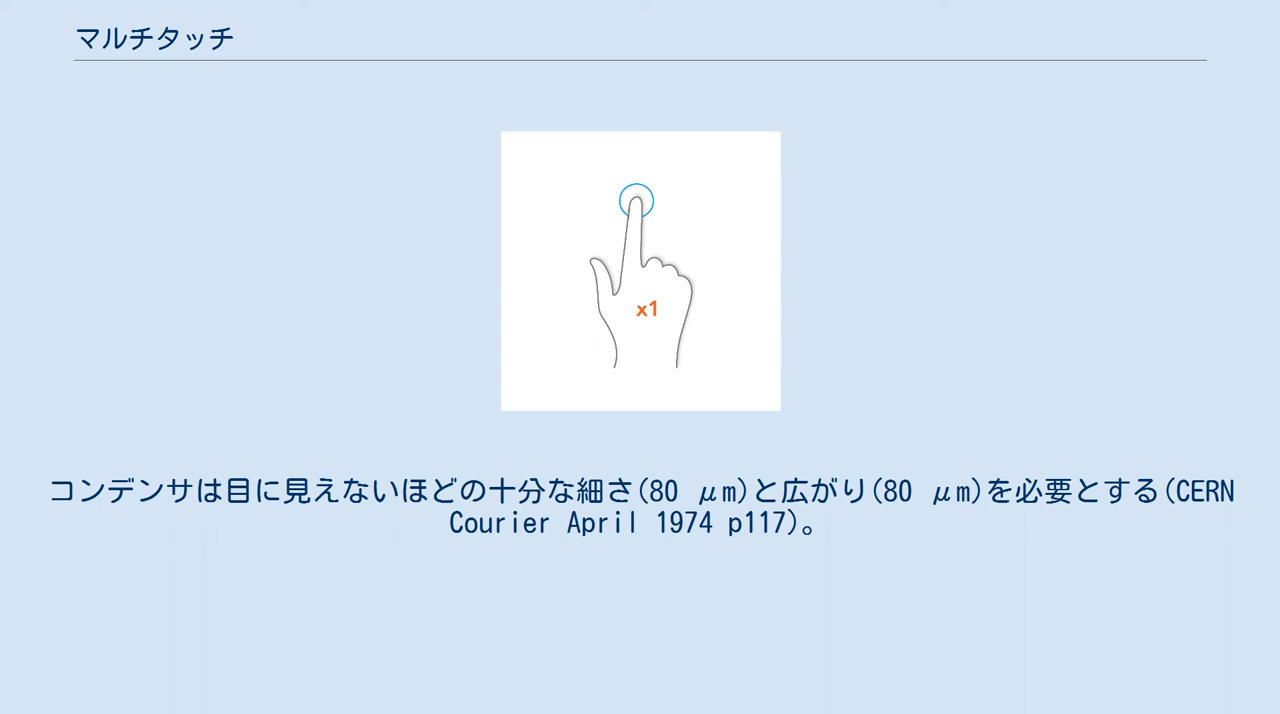 マルチタッチ
x1
コンデンサは目に見えないほどの十分な細さ(80 μm)と広がり(80 μm)を必要とする(CERN
Courier April 1974 p117)。